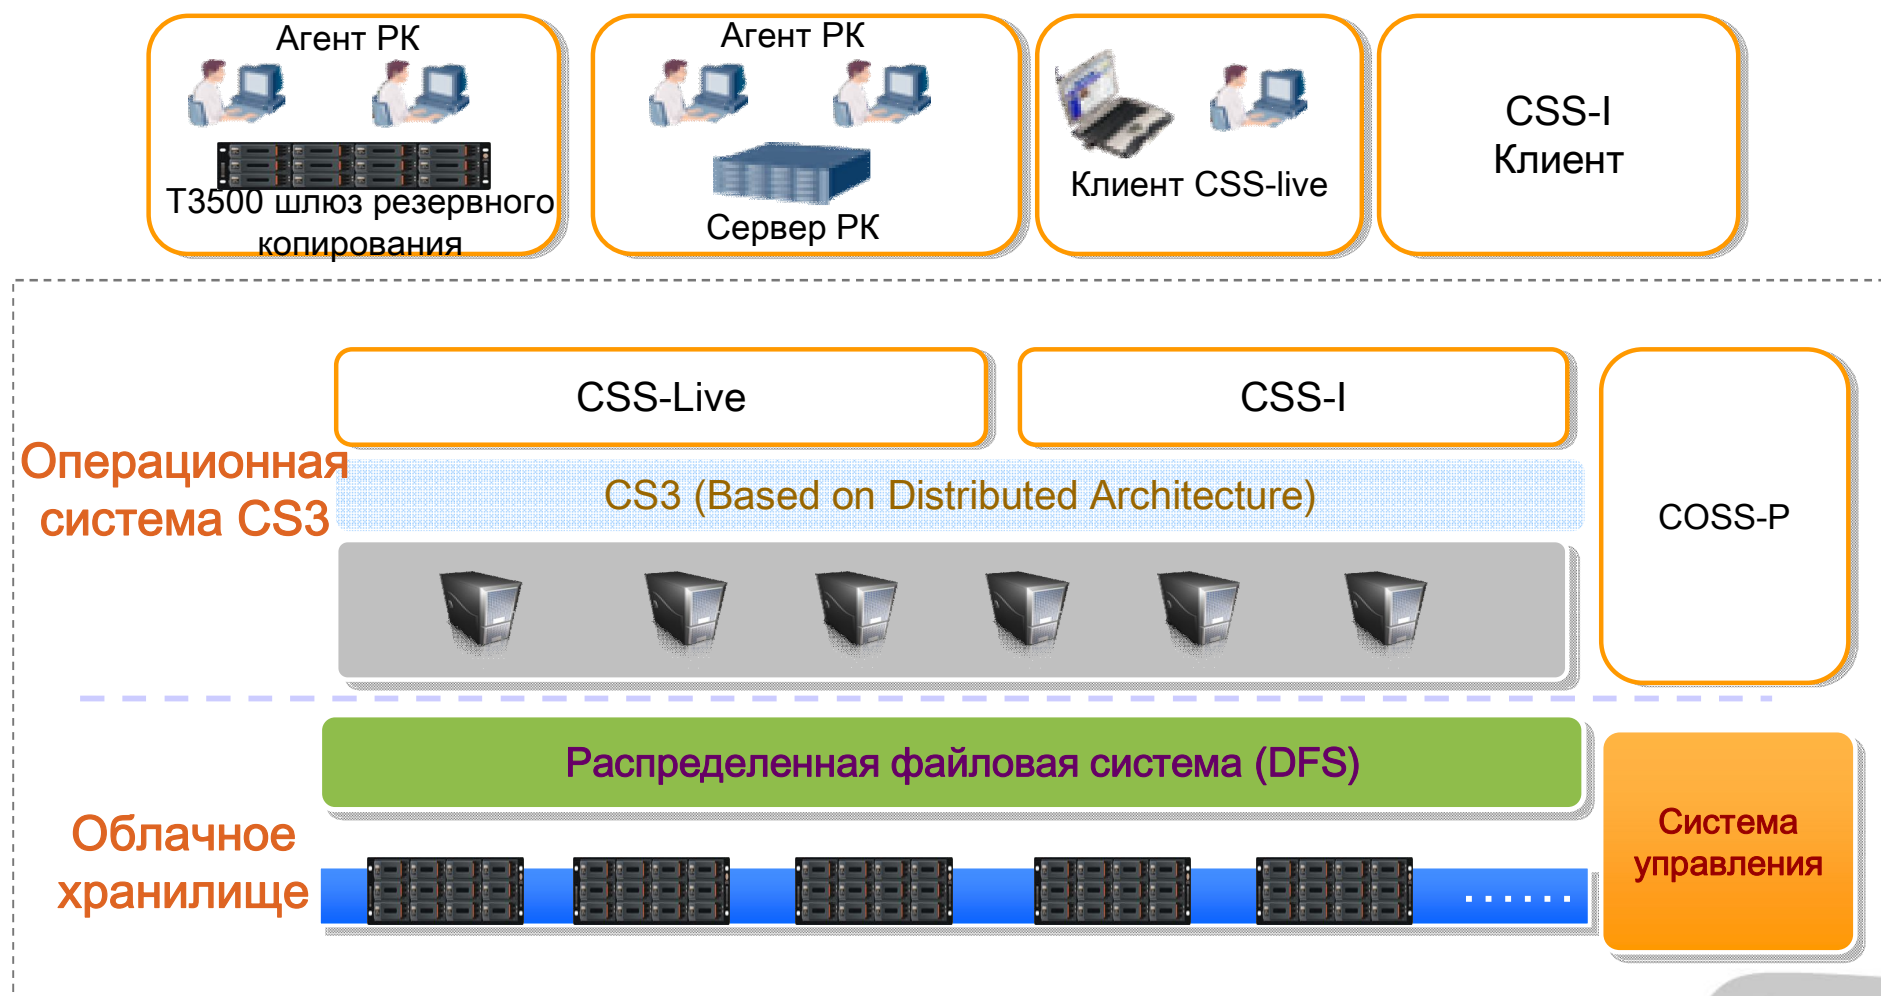 Агент РК
Т3500 шлюз резервного
копирования
Агент РК
Сервер РК
Клиент CSS-live
CSS-I
Клиент
CSS-Live
CSS-I
Операционная
система CS3
CS3 (Based on Distributed Architecture)
COSS-P
Распределенная файловая система (DFS)
Облачное
хранилище
......
Система
управления